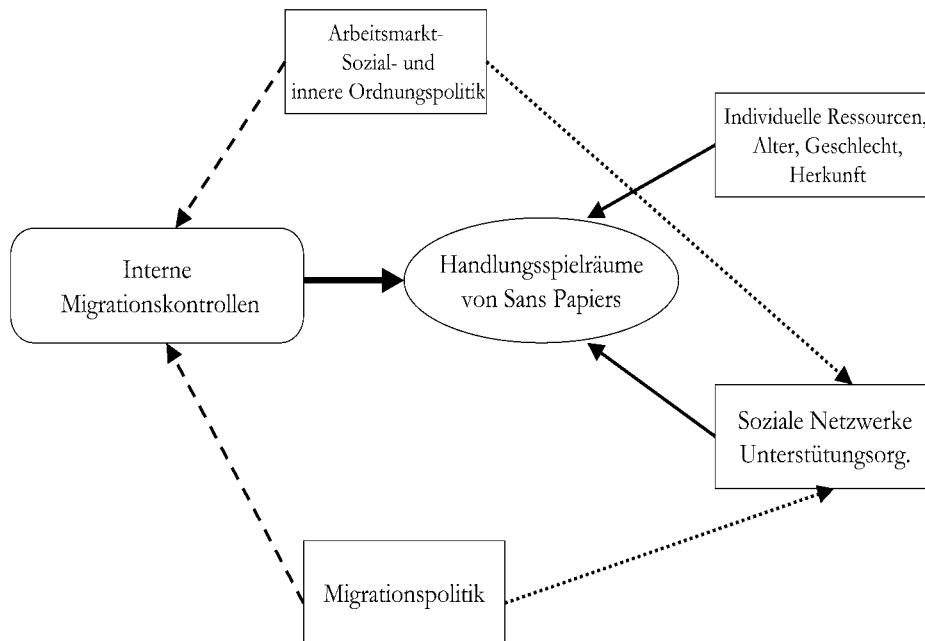 Arbeitsmarkt-
Sozial- und
innere Ordnungspolitik
Individuelle Ressourcen,
Alter, Geschlecht,
Herkunft
Interne
Migrationskontrollen
Handlungsspielräume
von Sans Papiers
Soziale Netzwerke
Unterstütungsorg.
Migrationspolitik